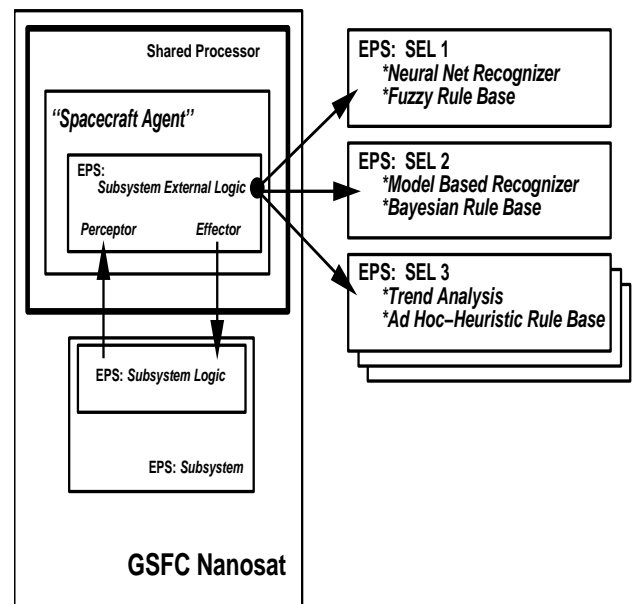 Shared Processor
“Spacecraft Agent”
EPS:
Subsystem External Logic
Perceptor Effector
EPS: Subsystem Logic
EPS: Subsystem
GSFC Nanosat
EPS: SEL 1
*Neural Net Recognizer
*Fuzzy Rule Base
EPS: SEL 2
*Model Based Recognizer
*Bayesian Rule Base
EPS: SEL 3
*Trend Analysis
*Ad Hoc–Heuristic Rule Base